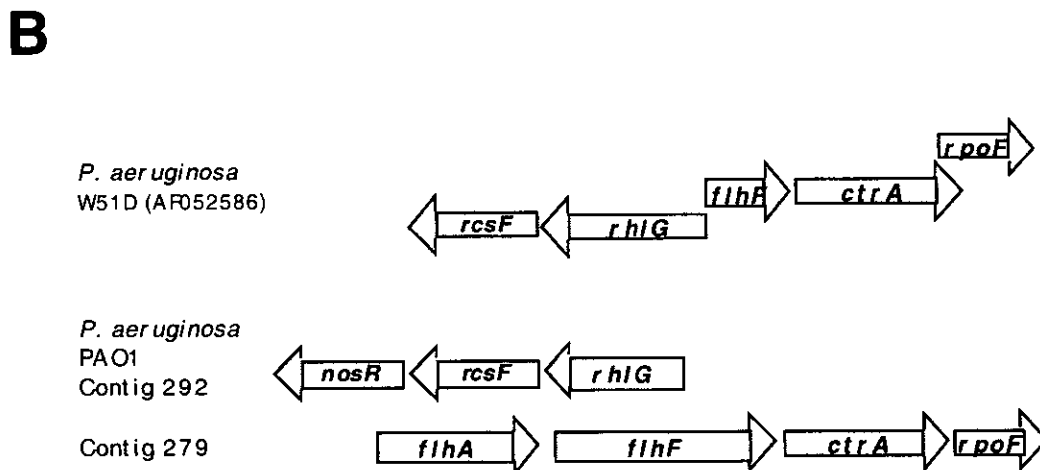 B
rpoF
P. aeruginosa
flhF ctrA
W51D (AF052586)
rcsF rhlG
P. aeruginosa
PAO1
nosR rcsF rhlG
Contig 292
Contig 279 flhA flhF ctrA rpoF